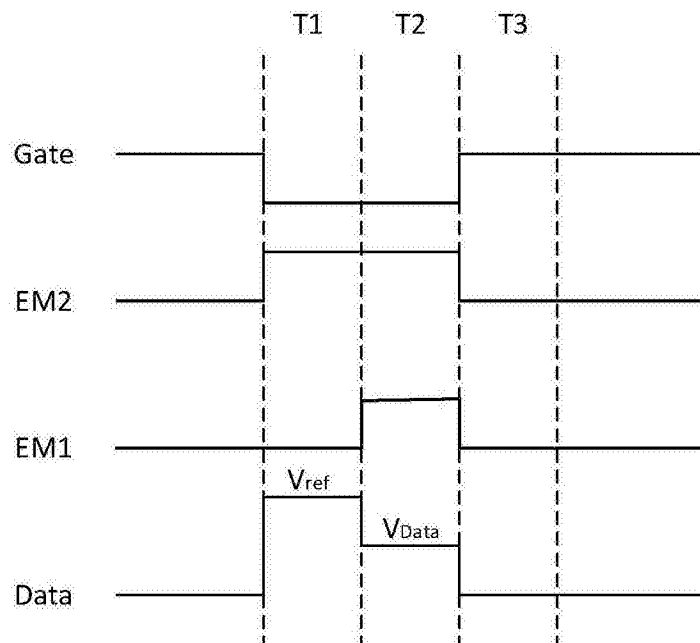 T1 T2 T3
Gate
EM2
EM1
Vref
VData
Data